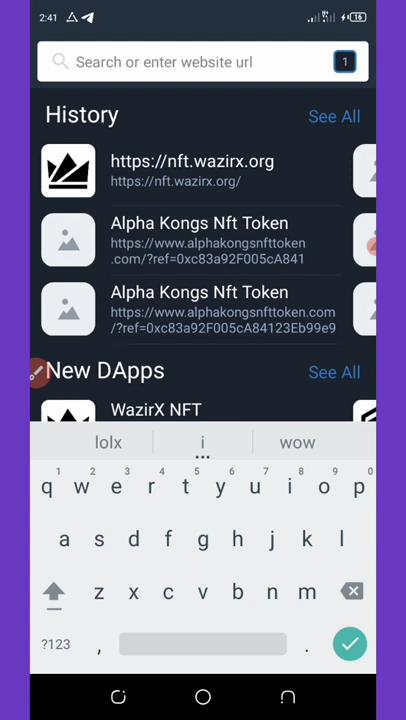 2:41
16
Search or enter website url
1
History
See All
https://nft.wazirx.org
https://nft.wazirx.org/
Alpha Kongs Nft Token
https://www.alphakongsnfttoken
.com/?ref=0xc83a92F005cA841
Alpha Kongs Nft Token
https://www.alphakongsnfttoken.com
/?ref=0xc83a92F005cA84123Eb99e9
New DApps
See All
WazirX NFT
lolx i wow
1 2 3 4 5 6 7 8 9 0
q w e r t y u i o p
a s d f g h j k l
z x c v b n m
?123 , .